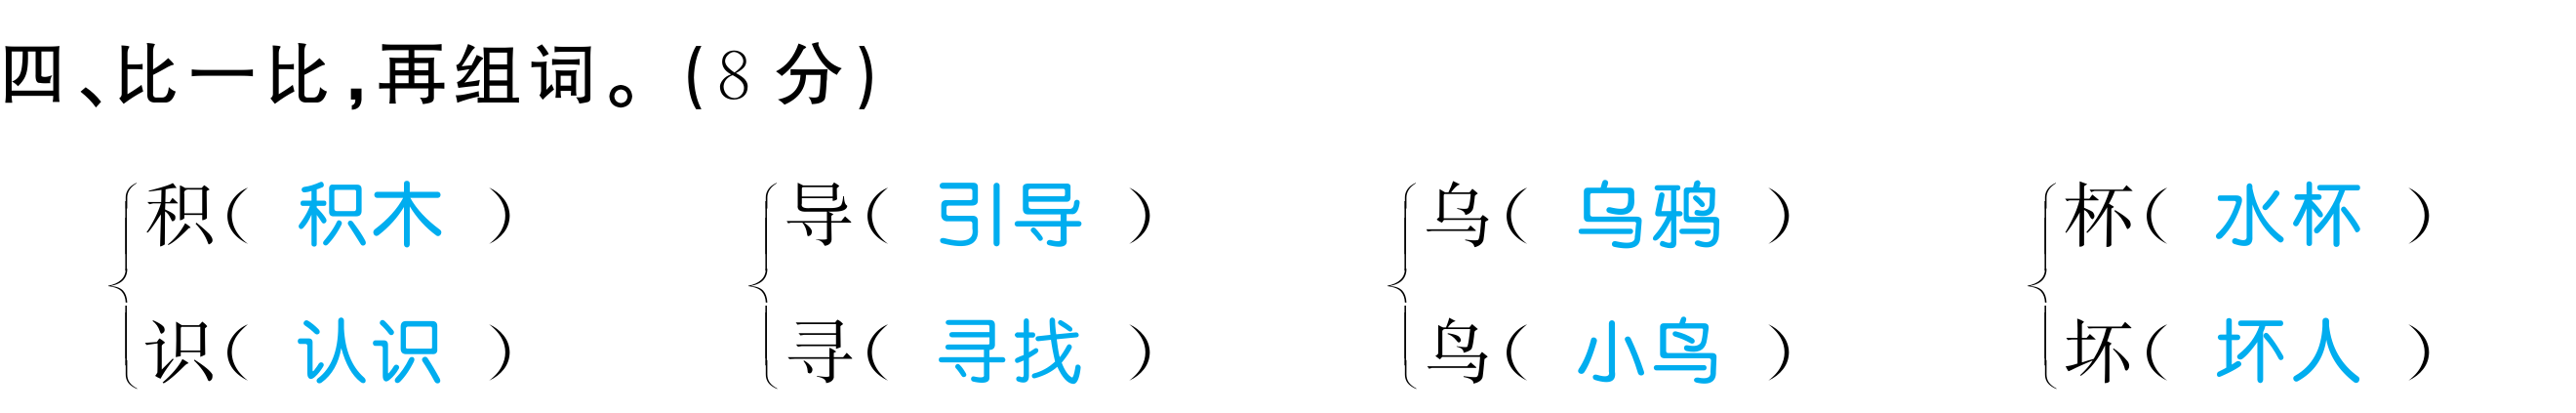 四、比一比,再组词。(8 分)
积( 积木 ) 导( 引导 ) 乌( 乌鸦 ) 杯( 水杯 )
识( 认识 ) 寻( 寻找 ) 鸟( 小鸟 ) 坏( 坏人 )